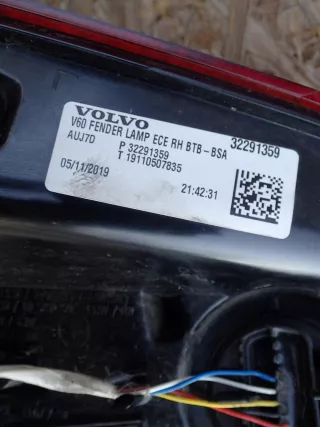 VOLVO
V60 FENDER LAMP ECE RH BTB-BSA 32291359
AUJ7D P 32291359
T 19110507835
05/11/2019 21:42:31